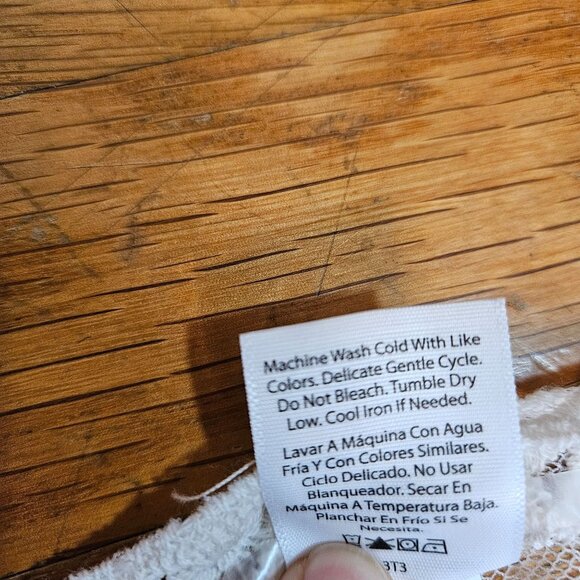 Machine Wash Cold With Like
Colors. Delicate Gentle Cycle.
Do Not Bleach. Tumble Dry
Low. Cool Iron if Needed.
Lavar A Máquina Con Agua
Fría Y Con Colores Similares.
Ciclo Delicado. No Usar
Blanqueador. Secar En
Máquina A Temperatura Baja.
Planchar En Frío Si Se
Necesita.